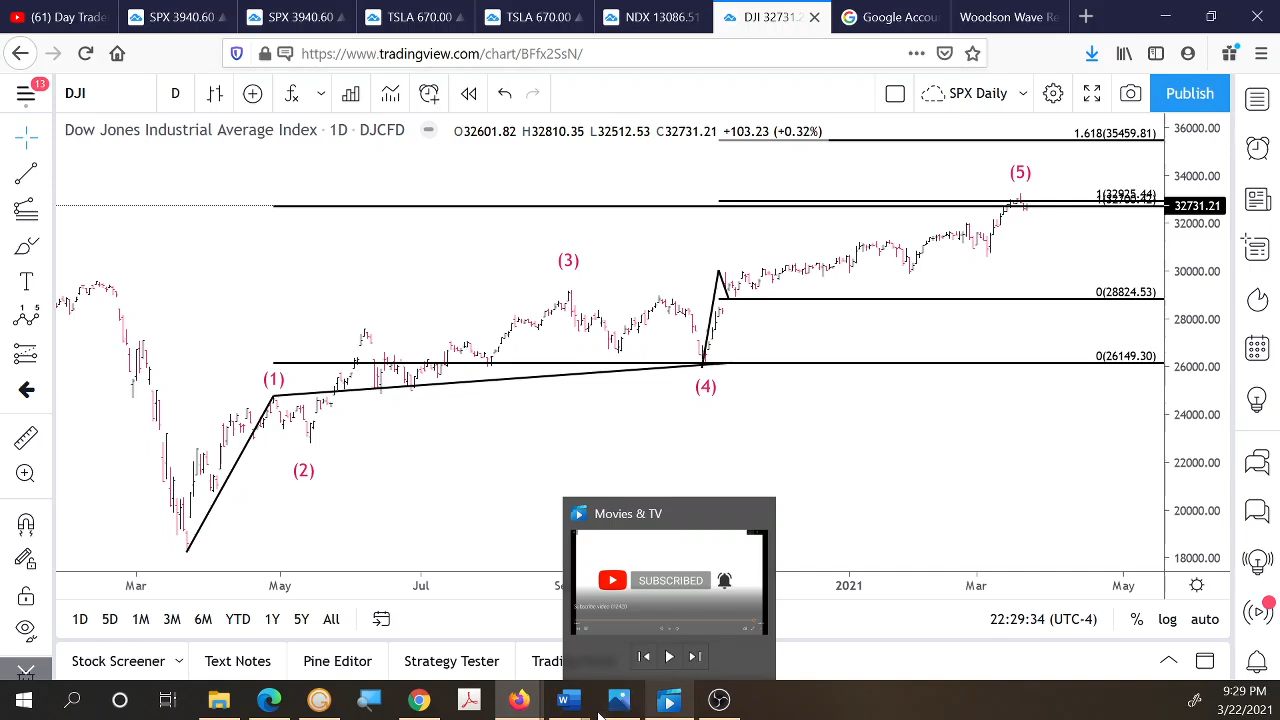 (61) Trade
SPX 3940.60
SPX 3940.60
TSLA 670.00
TSLA 670.00
NDX 13086.51
DJI 32731.2
Google Accou
Woodson Wave Re
https://www.tradingview.com/chart/BFfx2SsN/
13
DJI
D
SPX Daily
Publish
Dow Jones Industrial Average Index · 1D · DJCFD
O32601.82 H32810.35 L32512.53 C32731.21 +103.23 (+0.32%)
1.618(35459.81)
36000.00
34000.00
(5)
1(32925.44)
32731.21
32000.00
(3)
30000.00
0(28824.53)
28000.00
0(26149.30)
26000.00
(1)
(4)
24000.00
(2)
22000.00
20000.00
18000.00
Movies & TV
SUBSCRIBED
Mar
May
Jul
2021
Mar
May
1D
5D
1M
3M
6M
YTD
1Y
5Y
All
22:29:34 (UTC-4)
%
log
auto
Stock Screener
Text Notes
Pine Editor
Strategy Tester
9:29 PM
3/22/2021